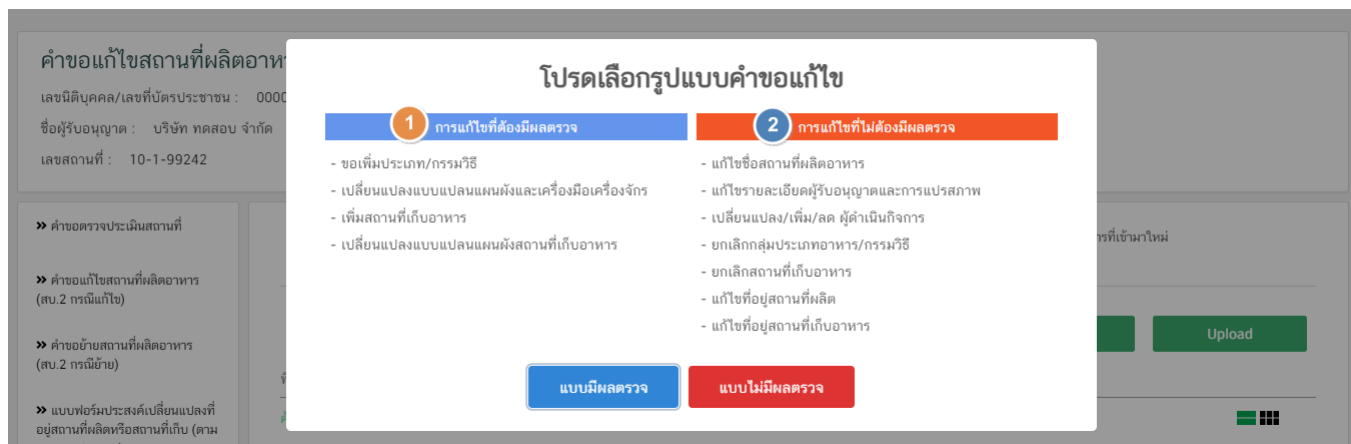 คำขอแก้ไขสถานที่ผลิตอาหา
เลขนิติบุคคล/เลขที่บัตรประชาชน : 0000
ชื่อผู้รับอนุญาต : บริษัท ทดสอบ จำกัด
เลขสถานที่ : 10-1-99242
โปรดเลือกรูปแบบคำขอแก้ไข
1 การแก้ไขที่ต้องมีผลตรวจ
- ขอเพิ่มประเภท/กรรมวิธี
- เปลี่ยนแปลงแบบแปลนแผนผังและเครื่องมือเครื่องจักร
- เพิ่มสถานที่เก็บอาหาร
- เปลี่ยนแปลงแบบแปลนแผนผังสถานที่เก็บอาหาร
2 การแก้ไขที่ไม่ต้องมีผลตรวจ
- แก้ไขชื่อสถานที่ผลิตอาหาร
- แก้ไขรายละเอียดผู้รับอนุญาตและการแปรสภาพ
- เปลี่ยนแปลง/เพิ่ม/ลด ผู้ดำเนินกิจการ
- ยกเลิกกลุ่มประเภทอาหาร/กรรมวิธี
- ยกเลิกสถานที่เก็บอาหาร
- แก้ไขที่อยู่สถานที่ผลิต
- แก้ไขที่อยู่สถานที่เก็บอาหาร
แบบมีผลตรวจ
แบบไม่มีผลตรวจ
» คำขอตรวจประเมินสถานที่
» คำขอแก้ไขสถานที่ผลิตอาหาร
(สบ.2 กรณีแก้ไข)
» คำขอย้ายสถานที่ผลิตอาหาร
(สบ.2 กรณีย้าย)
» แบบฟอร์มประสงค์เปลี่ยนแปลงที่
อยู่สถานที่ผลิตหรือสถานที่เก็บ (ตาม
ารที่เข้ามาใหม่
Upload